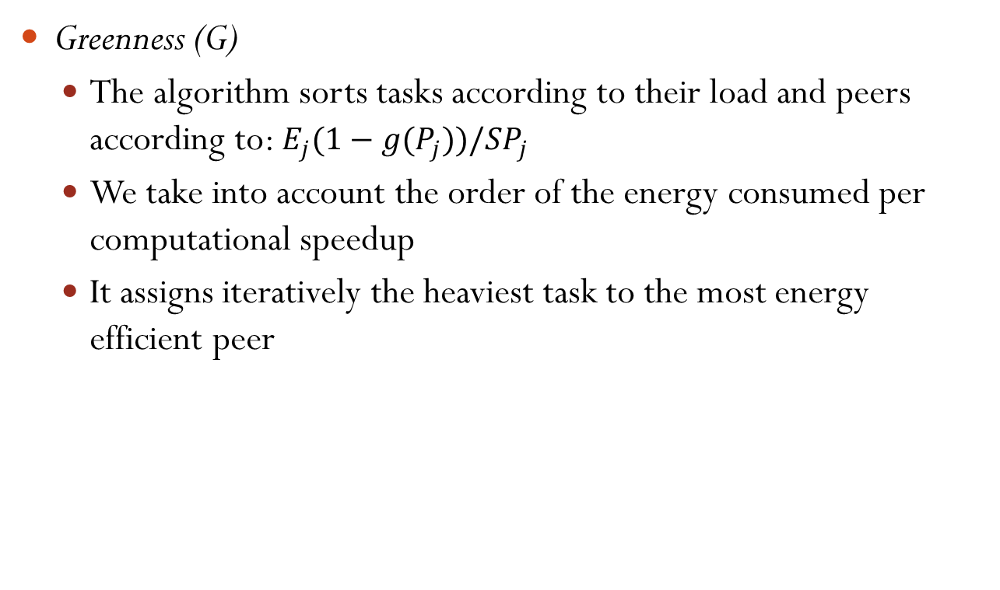 • Greenness (G)
• The algorithm sorts tasks according to their load and peers
according to: E_j(1 − g(P_j))/SP_j
• We take into account the order of the energy consumed per
computational speedup
• It assigns iteratively the heaviest task to the most energy
efficient peer